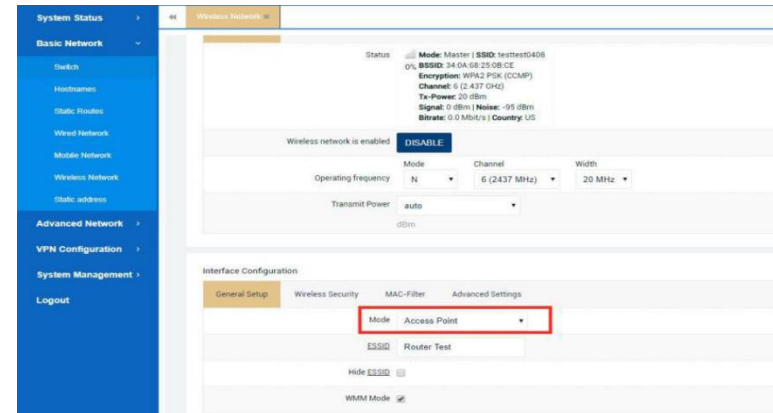 System Status
Wireless Network
Basic Network
Switch
Hostnames
Static Routes
Wired Network
Mobile Network
Wireless Network
Static address
Advanced Network
VPN Configuration
System Management
Logout
Status
Mode: Master | SSID: testtest0406
0% BSSID: 34:0A:68:25:0B:CE
Encryption: WPA2 PSK (CCMP)
Channel: 6 (2.437 GHz)
Tx-Power: 20 dBm
Signal: 0 dBm | Noise: -95 dBm
Bitrate: 0.0 Mbit/s | Country: US
Wireless network is enabled DISABLE
Mode Channel Width
Operating frequency N 6 (2437 MHz) 20 MHz
Transmit Power auto
dBm
Interface Configuration
General Setup Wireless Security MAC-Filter Advanced Settings
Mode Access Point
ESSID Router Test
Hide ESSID
WMM Mode